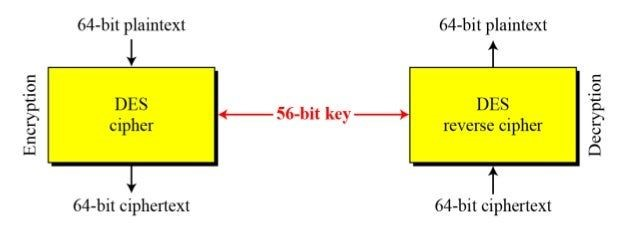 64-bit plaintext
64-bit plaintext
Encryption
DES
cipher
56-bit key
DES
reverse cipher
Decryption
64-bit ciphertext
64-bit ciphertext